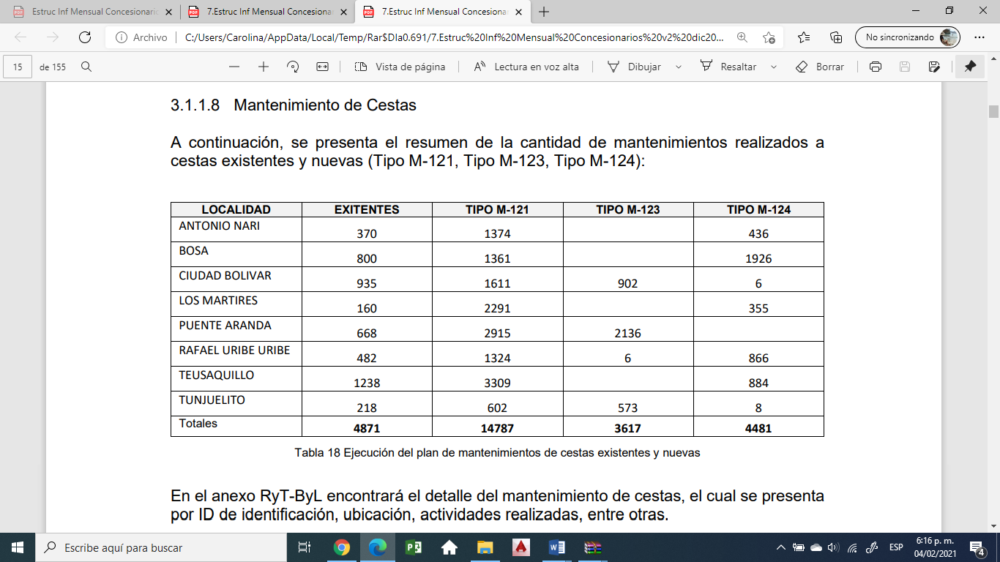 Estruc Inf Mensual Concesionario
7.Estruc Inf Mensual Concesiona
7.Estruc Inf Mensual Concesiona
Archivo
C:/Users/Carolina/AppData/Local/Temp/Rar$DIa0.691/7.Estruc%20Inf%20Mensual%20Concesionarios%20v2%20dic20...
No sincronizando
15 de 155
Vista de página
Lectura en voz alta
Dibujar
Resaltar
Borrar
3.1.1.8 Mantenimiento de Cestas
A continuación, se presenta el resumen de la cantidad de mantenimientos realizados a
cestas existentes y nuevas (Tipo M-121, Tipo M-123, Tipo M-124):
LOCALIDAD EXITENTES TIPO M-121 TIPO M-123 TIPO M-124
ANTONIO NARI 370 1374 436
BOSA 800 1361 1926
CIUDAD BOLIVAR 935 1611 902 6
LOS MARTIRES 160 2291 355
PUENTE ARANDA 668 2915 2136
RAFAEL URIBE URIBE 482 1324 6 866
TEUSAQUILLO 1238 3309 884
TUNJUELITO 218 602 573 8
Totales 4871 14787 3617 4481
Tabla 18 Ejecución del plan de mantenimientos de cestas existentes y nuevas
En el anexo RyT-ByL encontrará el detalle del mantenimiento de cestas, el cual se presenta
por ID de identificación, ubicación, actividades realizadas, entre otras.
Escribe aquí para buscar
ESP
6:16 p. m.
04/02/2021
4